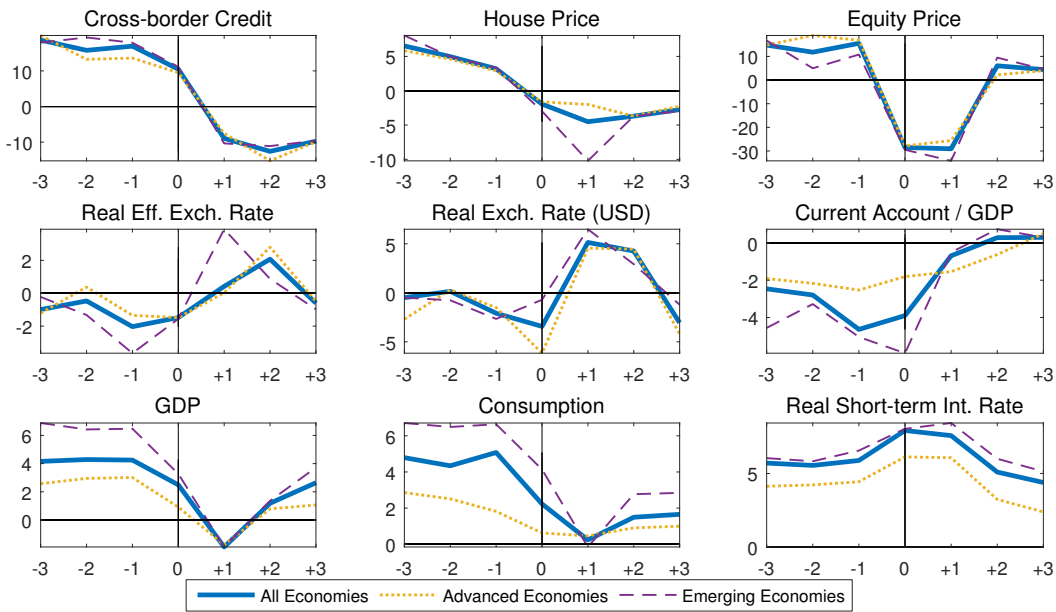 Cross-border Credit
10
0
-10
-3 -2 -1 0 +1 +2 +3
House Price
5
0
-5
-10
-3 -2 -1 0 +1 +2 +3
Equity Price
10
0
-10
-20
-30
-3 -2 -1 0 +1 +2 +3
Real Eff. Exch. Rate
2
0
-2
-3 -2 -1 0 +1 +2 +3
Real Exch. Rate (USD)
5
0
-5
-3 -2 -1 0 +1 +2 +3
Current Account / GDP
0
-2
-4
-3 -2 -1 0 +1 +2 +3
GDP
6
4
2
0
-3 -2 -1 0 +1 +2 +3
Consumption
6
4
2
0
-3 -2 -1 0 +1 +2 +3
Real Short-term Int. Rate
5
0
-3 -2 -1 0 +1 +2 +3
All Economies Advanced Economies Emerging Economies